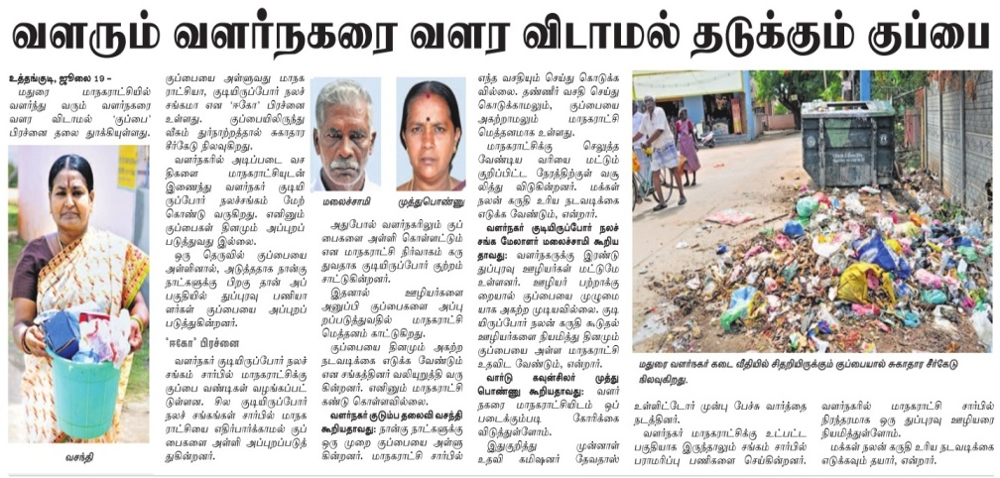 வளரும் வளர்நகரை வளர விடாமல் தடுக்கும் குப்பை
உத்தங்குடி, ஜூலை 19 –
மதுரை மாநகராட்சியில்
வளர்ந்து வரும் வளர்நகரை
வளர விடாமல் 'குப்பை'
பிரச்னை தலை துாக்கியுள்ளது.
வசந்தி
குப்பையை அள்ளுவது மாநக
ராட்சியா, குடியிருப்போர் நலச்
சங்கமா என 'ஈகோ' பிரச்னை
உள்ளது. குப்பையிலிருந்து
வீசும் துர்நாற்றத்தால் சுகாதார
சீர்கேடு நிலவுகிறது.
வளர்நகரில் அடிப்படை வச
திகளை மாநகராட்சியுடன்
இணைந்து வளர்நகர் குடியி
ருப்போர் நலச்சங்கம் மேற்
கொண்டு வருகிறது. எனினும்
குப்பைகள் தினமும் அப்புறப்
படுத்துவது இல்லை.
ஒரு தெருவில் குப்பையை
அள்ளினால், அடுத்ததாக நான்கு
நாட்களுக்கு பிறகு தான் அப்
பகுதியில் துப்புரவு பணியா
ளர்கள் குப்பையை அப்புறப்
படுத்துகின்றனர்.
'ஈகோ' பிரச்னை
வளர்நகர் குடியிருப்போர் நலச்
சங்கம் சார்பில் மாநகராட்சிக்கு
குப்பை வண்டிகள் வழங்கப்பட்
டுள்ளன. சில குடியிருப்போர்
நலச் சங்கங்கள் சார்பில் மாநக
ராட்சியை எதிர்பார்க்காமல் குப்
பைகளை அள்ளி அப்புறப்படுத்
துகின்றனர்.
மலைச்சாமி
முத்துபொண்ணு
அதுபோல் வளர்நகரிலும் குப்
பைகளை அள்ளி கொள்ளட்டும்
என மாநகராட்சி நிர்வாகம் கரு
துவதாக குடியிருப்போர் குற்றம்
சாட்டுகின்றனர்.
இதனால் ஊழியர்களை
அனுப்பி குப்பைகளை அப்பு
றப்படுத்துவதில் மாநகராட்சி
மெத்தனம் காட்டுகிறது.
குப்பையை தினமும் அகற்ற
நடவடிக்கை எடுக்க வேண்டும்
என சங்கத்தினர் வலியுறுத்தி வரு
கின்றனர். எனினும் மாநகராட்சி
கண்டு கொள்ளவில்லை.
வளர்நகர் குடும்ப தலைவி வசந்தி
கூறியதாவது: நான்கு நாட்களுக்கு
ஒரு முறை குப்பையை அள்ளு
கின்றனர். மாநகராட்சி சார்பில்
எந்த வசதியும் செய்து கொடுக்க
வில்லை. தண்ணீர் வசதி செய்து
கொடுக்காமலும், குப்பையை
அகற்றாமலும் மாநகராட்சி
மெத்தனமாக உள்ளது.
மாநகராட்சிக்கு செலுத்த
வேண்டிய வரியை மட்டும்
குறிப்பிட்ட நேரத்திற்குள் வசூ
லித்து விடுகின்றனர். மக்கள்
நலன் கருதி உரிய நடவடிக்கை
எடுக்க வேண்டும், என்றார்.
வளர்நகர் குடியிருப்போர் நலச்
சங்க மேலாளர் மலைச்சாமி கூறிய
தாவது: வளர்நகருக்கு இரண்டு
துப்புரவு ஊழியர்கள் மட்டுமே
உள்ளனர். ஊழியர் பற்றாக்கு
றையால் குப்பையை முழுமை
யாக அகற்ற முடியவில்லை. குடி
யிருப்போர் நலன் கருதி கூடுதல்
ஊழியர்களை நியமித்து தினமும்
குப்பையை அள்ள மாநகராட்சி
உதவிட வேண்டும், என்றார்.
வார்டு கவுன்சிலர் முத்து
பொண்ணு கூறியதாவது: வளர்
நகரை மாநகராட்சியிடம் ஒப்
படைக்கும்படி கோரிக்கை
விடுத்துள்ளோம்.
இதுகுறித்து முன்னாள்
உதவி கமிஷனர் தேவதாஸ்
மதுரை வளர்நகர் கடை வீதியில் சிதறியிருக்கும் குப்பையால் சுகாதார சீர்கேடு
நிலவுகிறது.
உள்ளிட்டோர் முன்பு பேச்சு வார்த்தை
நடத்தினர்.
வளர்நகர் மாநகராட்சிக்கு உட்பட்ட
பகுதியாக இருந்தாலும் சங்கம் சார்பில்
பராமரிப்பு பணிகளை செய்கின்றனர்.
வளர்நகரில் மாநகராட்சி சார்பில்
நிரந்தரமாக ஒரு துப்புரவு ஊழியரை
நியமித்துள்ளோம்.
மக்கள் நலன் கருதி உரிய நடவடிக்கை
எடுக்கவும் தயார், என்றார்.